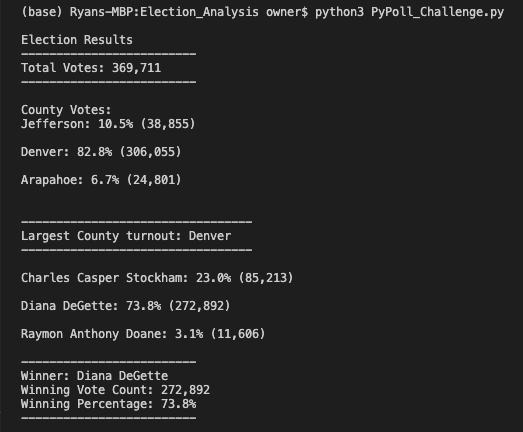 (base) Ryans-MBP:Election_Analysis owner$ python3 PyPoll_Challenge.py
Election Results
-------------------------
Total Votes: 369,711
-------------------------
County Votes:
Jefferson: 10.5% (38,855)
Denver: 82.8% (306,055)
Arapahoe: 6.7% (24,801)
---------------------------------
Largest County turnout: Denver
---------------------------------
Charles Casper Stockham: 23.0% (85,213)
Diana DeGette: 73.8% (272,892)
Raymon Anthony Doane: 3.1% (11,606)
-------------------------
Winner: Diana DeGette
Winning Vote Count: 272,892
Winning Percentage: 73.8%
-------------------------